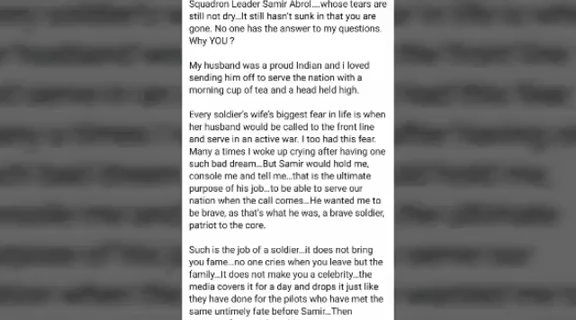 Squadron Leader Samir Abrol....whose tears are
still not dry...It still hasn't sunk in that you are
gone. No one has the answer to my questions.
Why YOU ?
My husband was a proud Indian and i loved
sending him off to serve the nation with a
morning cup of tea and a head held high.
Every soldier's wife's biggest fear in life is when
her husband would be called to the front line
and serve in an active war. I too had this fear.
Many a times I woke up crying after having one
such bad dream...But Samir would hold me,
console me and tell me...that is the ultimate
purpose of his job...to be able to serve our
nation when the call comes...He wanted me to
be brave, as that's what he was, a brave soldier,
patriot to the core.
Such is the job of a soldier...it does not bring
you fame...no one cries when you leave but the
family...It does not make you a celebrity...the
media covers it for a day and drops it just like
they have done for the pilots who have met the
same untimely fate before Samir...Then